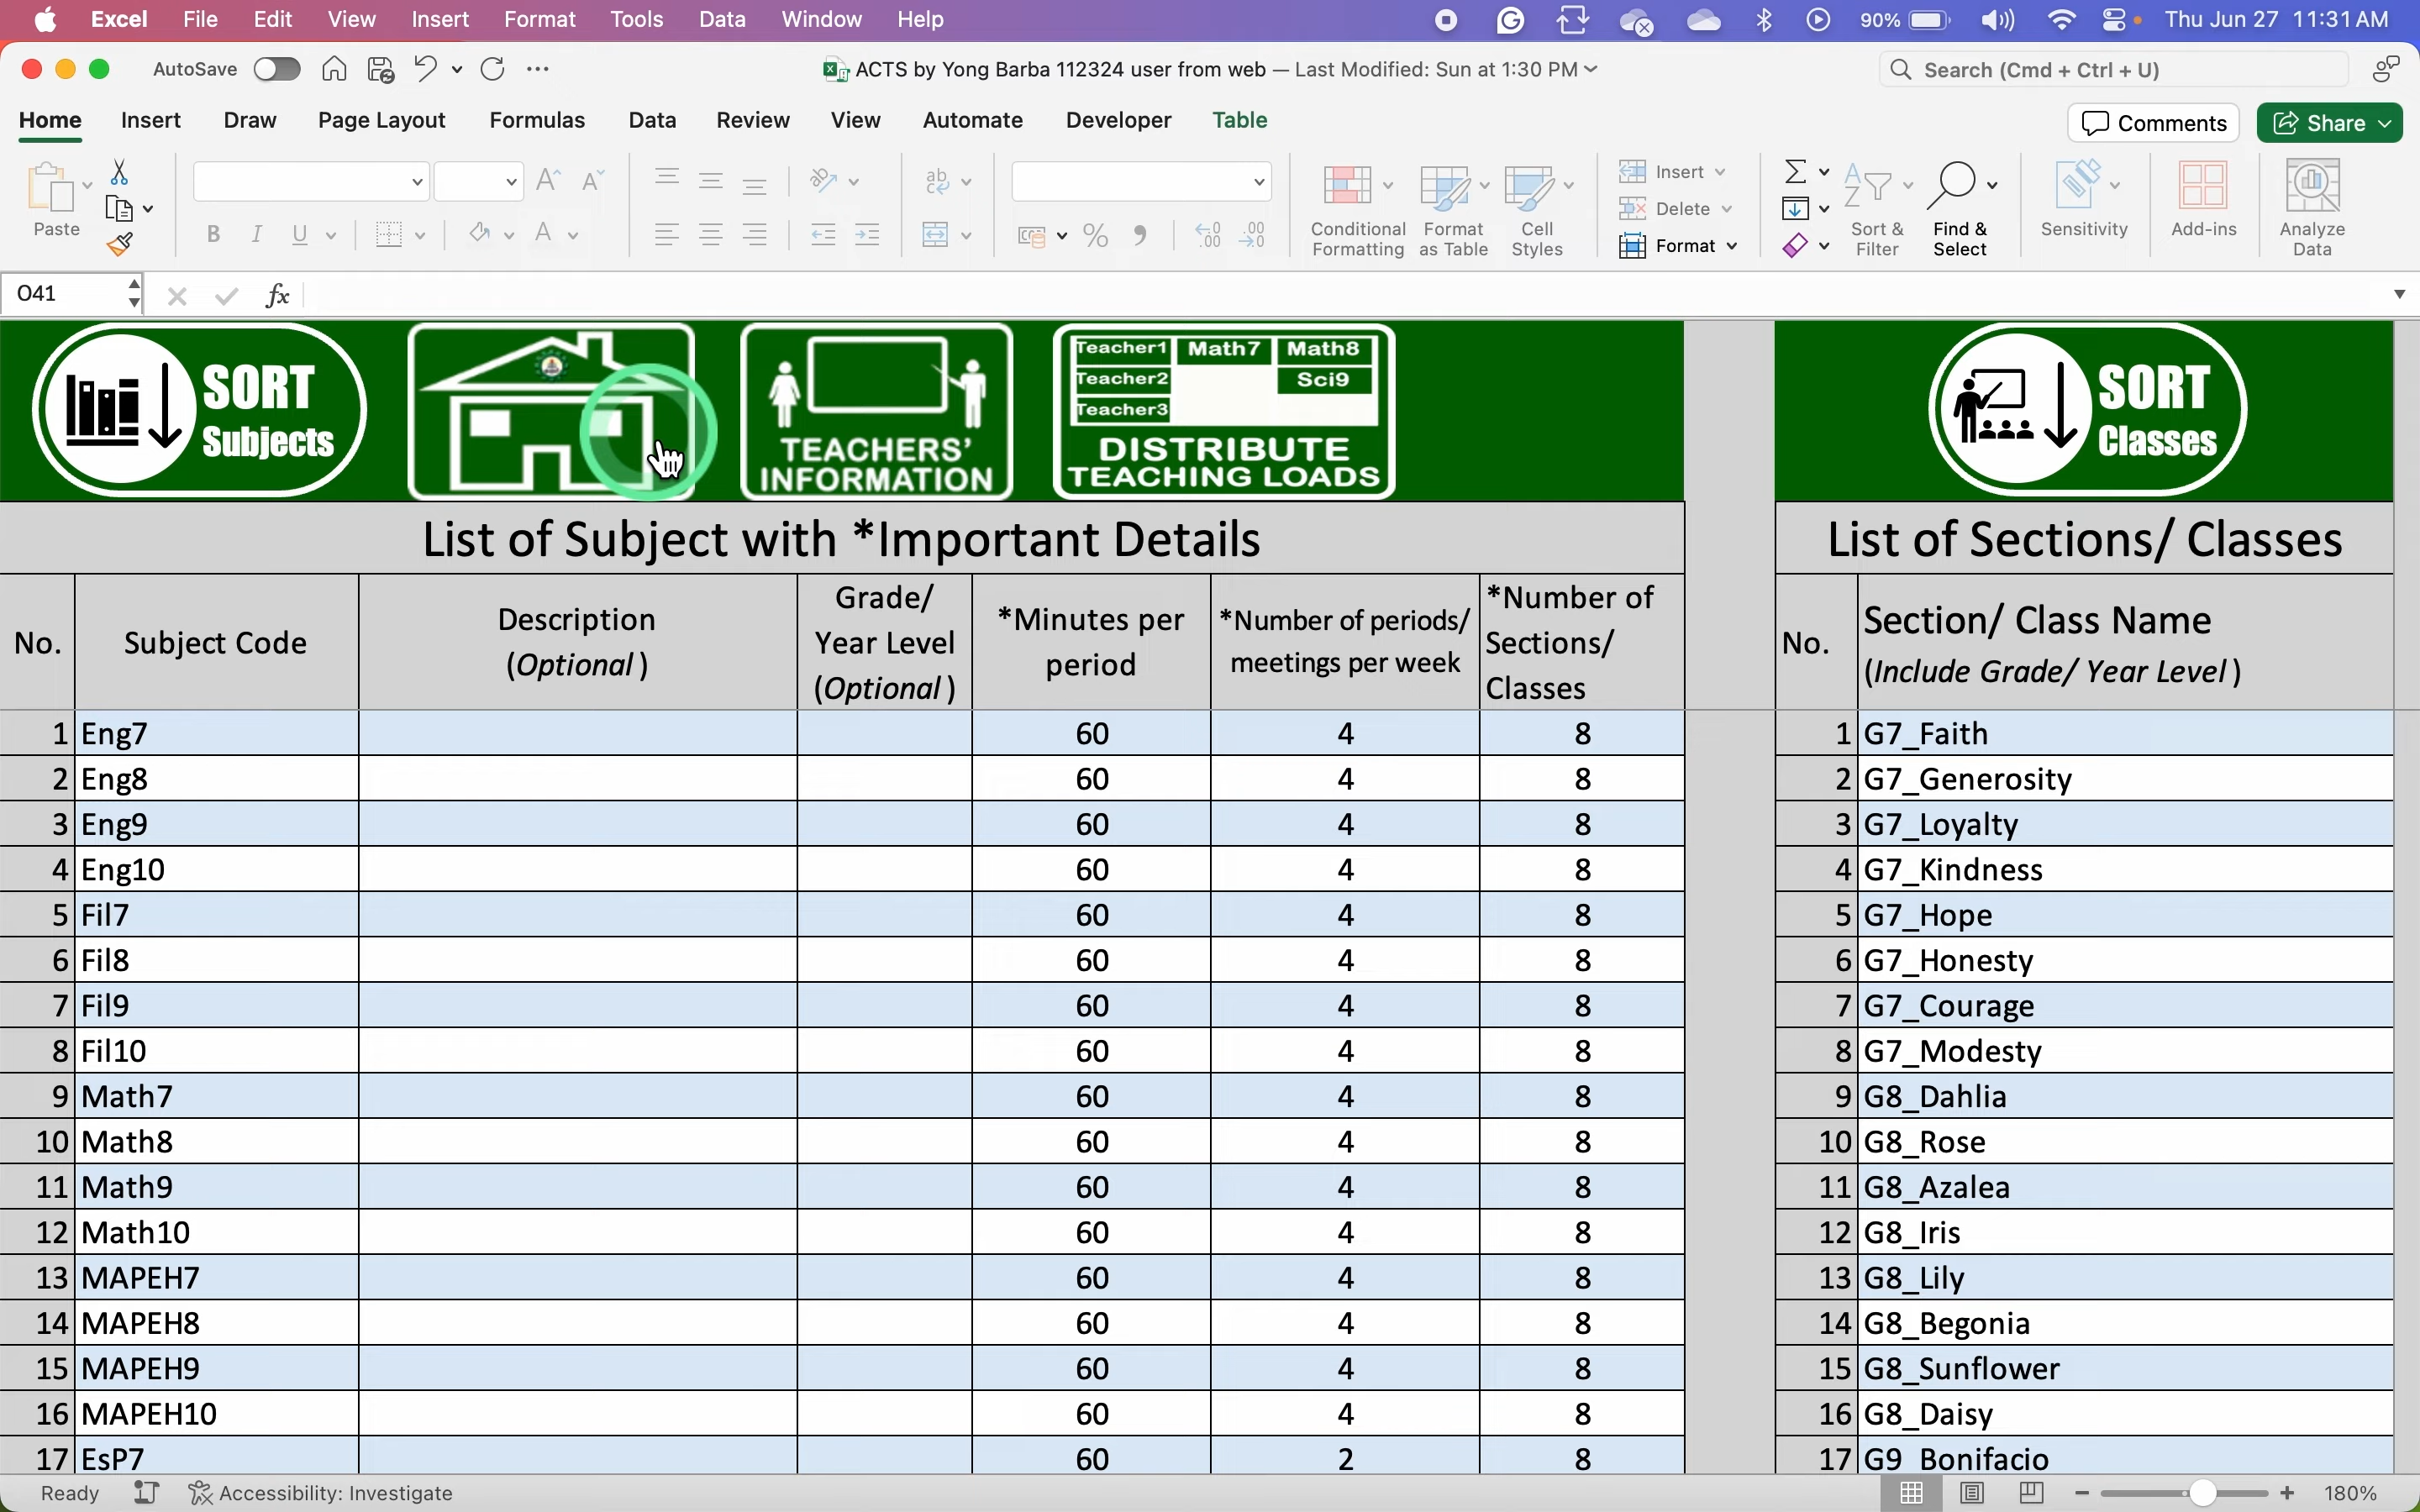 Excel File Edit View Insert Format Tools Data Window Help 90% Thu Jun 27 11:31 AM
AutoSave ACTS by Yong Barba 112324 user from web — Last Modified: Sun at 1:30 PM Search (Cmd + Ctrl + U)
Home Insert Draw Page Layout Formulas Data Review View Automate Developer Table Comments Share
Paste
B I U A
ab
c
% 9
.00
Conditional Formatting
Format as Table
Cell Styles
Insert
Delete
Format
Sort & Filter
Find & Select
Sensitivity
Add-ins
Analyze Data
O41 fx
SORT
Subjects
TEACHERS'
INFORMATION
Teacher1 Math7 Math8
Teacher2 Sci9
Teacher3
DISTRIBUTE
TEACHING LOADS
SORT
Classes
List of Subject with *Important Details List of Sections/ Classes
No.
Subject Code
Description
(Optional)
Grade/
Year Level
(Optional)
*Minutes per
period
*Number of periods/
meetings per week
*Number of
Sections/
Classes
No.
Section/ Class Name
(Include Grade/ Year Level)
1 Eng7 60 4 8 1 G7_Faith
2 Eng8 60 4 8 2 G7_Generosity
3 Eng9 60 4 8 3 G7_Loyalty
4 Eng10 60 4 8 4 G7_Kindness
5 Fil7 60 4 8 5 G7_Hope
6 Fil8 60 4 8 6 G7_Honesty
7 Fil9 60 4 8 7 G7_Courage
8 Fil10 60 4 8 8 G7_Modesty
9 Math7 60 4 8 9 G8_Dahlia
10 Math8 60 4 8 10 G8_Rose
11 Math9 60 4 8 11 G8_Azalea
12 Math10 60 4 8 12 G8_Iris
13 MAPEH7 60 4 8 13 G8_Lily
14 MAPEH8 60 4 8 14 G8_Begonia
15 MAPEH9 60 4 8 15 G8_Sunflower
16 MAPEH10 60 4 8 16 G8_Daisy
17 EsP7 60 2 8 17 G9_Bonifacio
Ready Accessibility: Investigate 180%